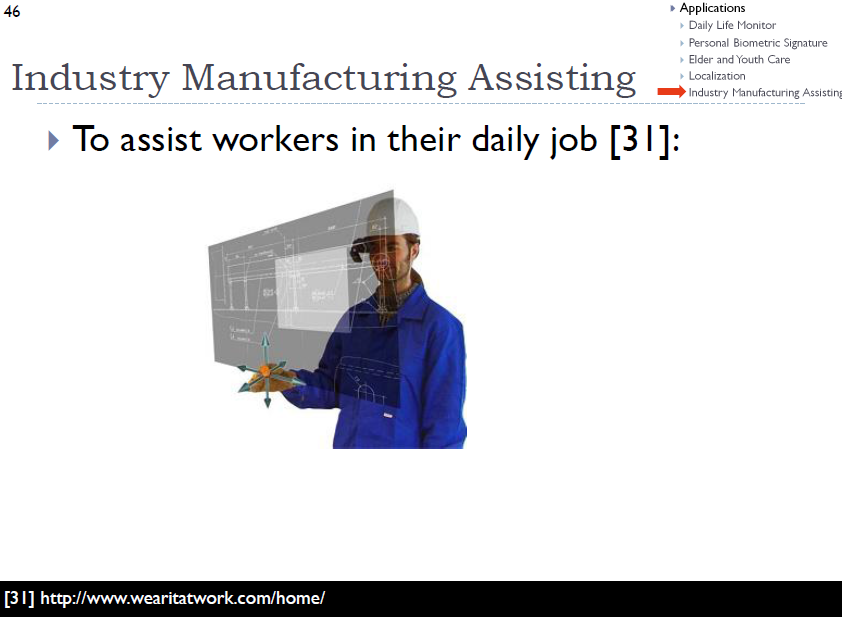 46
Applications
Daily Life Monitor
Personal Biometric Signature
Elder and Youth Care
Localization
Industry Manufacturing Assisting
Industry Manufacturing Assisting
To assist workers in their daily job [31]:
[31] http://www.wearitatwork.com/home/